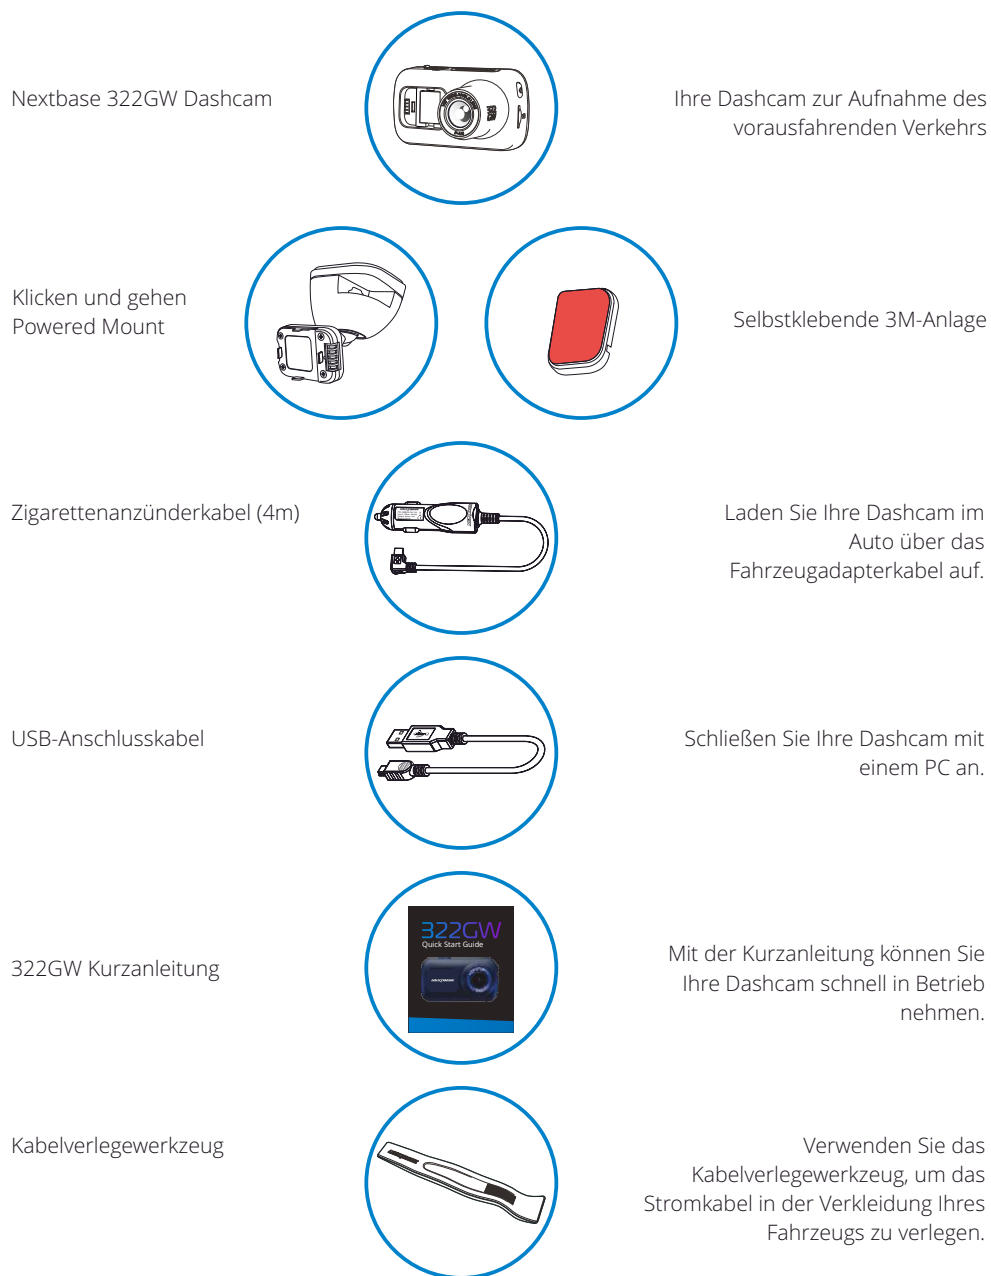 Nextbase 322GW Dashcam
Ihre Dashcam zur Aufnahme des
vorausfahrenden Verkehrs
Klicken und gehen
Powered Mount
Selbstklebende 3M-Anlage
Zigarettenanzünderkabel (4m)
Laden Sie Ihre Dashcam im
Auto über das
Fahrzeugadapterkabel auf.
USB-Anschlusskabel
Schließen Sie Ihre Dashcam mit
einem PC an.
322GW
Quick Start Guide
322GW Kurzanleitung
Mit der Kurzanleitung können Sie
Ihre Dashcam schnell in Betrieb
nehmen.
Kabelverlegewerkzeug
Verwenden Sie das
Kabelverlegewerkzeug, um das
Stromkabel in der Verkleidung Ihres
Fahrzeugs zu verlegen.